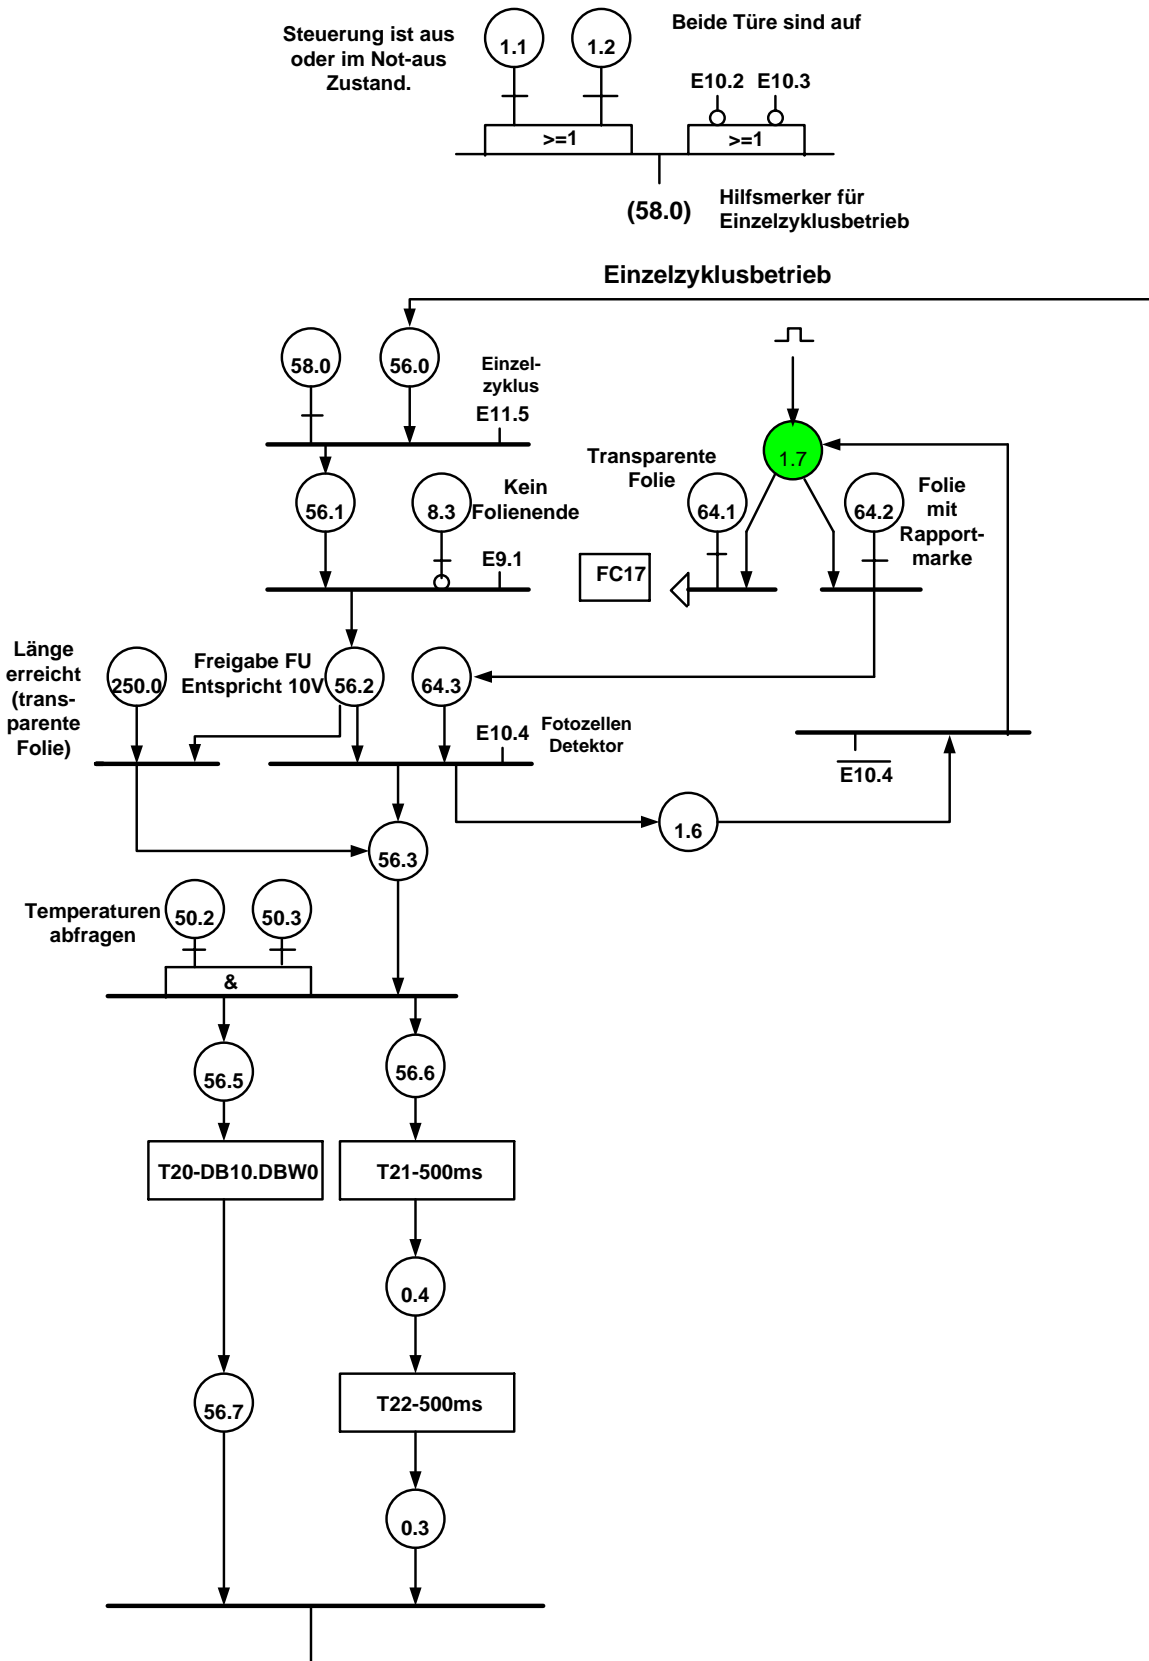 Steuerung ist aus
oder im Not-aus
Zustand.
1.1
1.2
Beide Türe sind auf
E10.2 E10.3
>=1
>=1
(58.0)
Hilfsmerker für
Einzelzyklusbetrieb
Einzelzyklusbetrieb
58.0
56.0
Einzel-
zyklus
E11.5
1.7
56.1
8.3
Kein
Folienende
E9.1
Transparente
Folie
64.1
64.2
Folie
mit
Rapport-
marke
FC17
Länge
erreicht
(trans-
parente
Folie)
250.0
Freigabe FU
Entspricht 10V
56.2
64.3
E10.4
Fotozellen
Detektor
E10.4
1.6
56.3
Temperaturen
abfragen
50.2
50.3
&
56.5
56.6
T20-DB10.DBW0
T21-500ms
0.4
56.7
T22-500ms
0.3